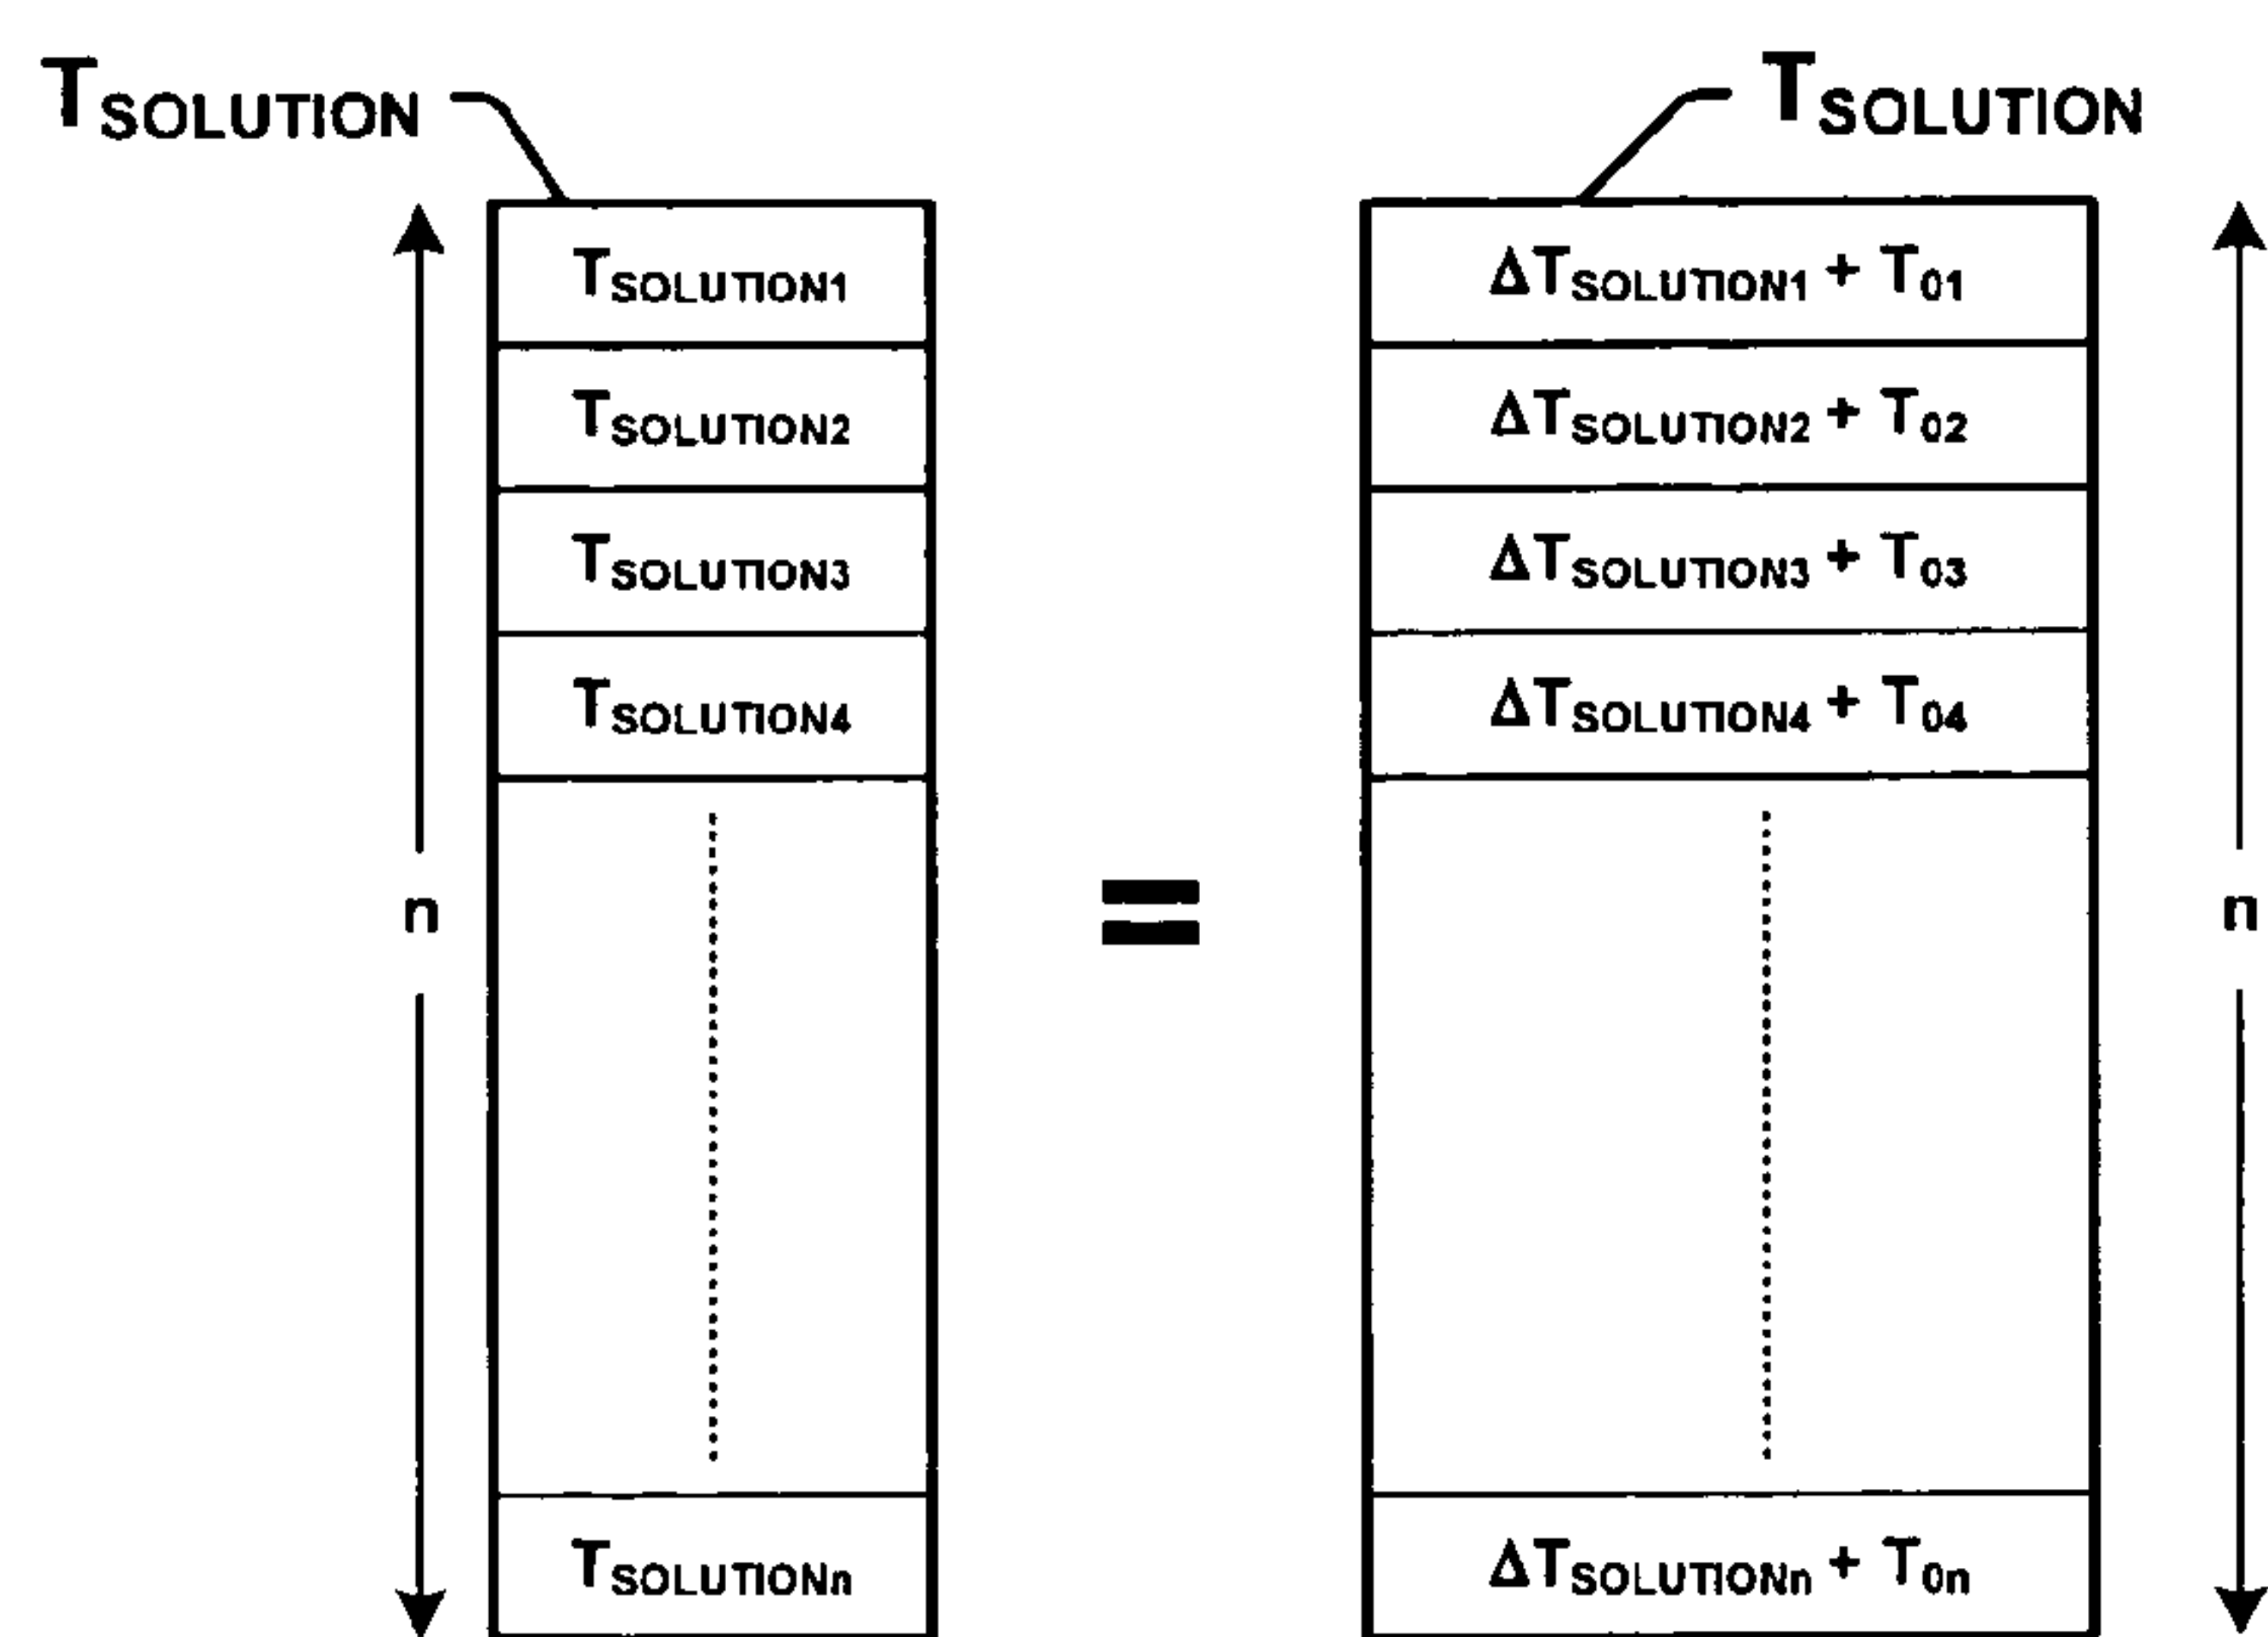 TSOLUTION TSOLUTION
TSOLUTION1 ΔTSOLUTION1 + T01
TSOLUTION2 ΔTSOLUTION2 + T02
TSOLUTION3 ΔTSOLUTION3 + T03
TSOLUTION4 ΔTSOLUTION4 + T04
n = n
TSOLUTIONn ΔTSOLUTIONn + T0n